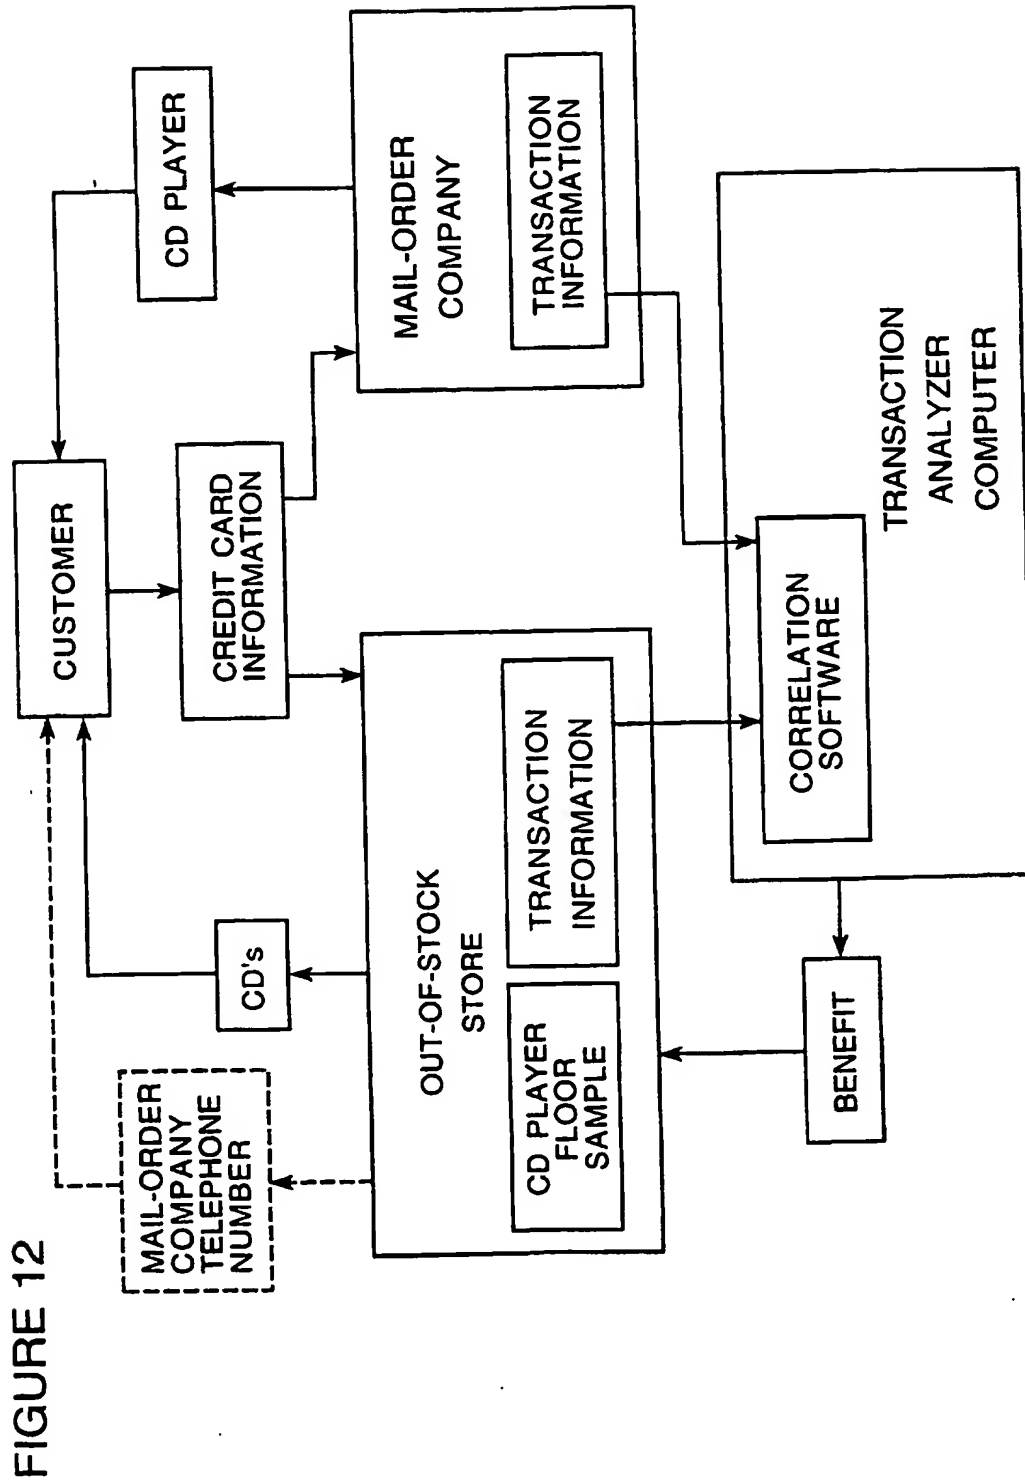 FIGURE 12
CUSTOMER
MAIL-ORDER
COMPANY
TELEPHONE
NUMBER
CD's
CREDIT CARD
INFORMATION
CD PLAYER
OUT-OF-STOCK
STORE
CD PLAYER
FLOOR
SAMPLE
TRANSACTION
INFORMATION
MAIL-ORDER
COMPANY
TRANSACTION
INFORMATION
BENEFIT
CORRELATION
SOFTWARE
TRANSACTION
ANALYZER
COMPUTER